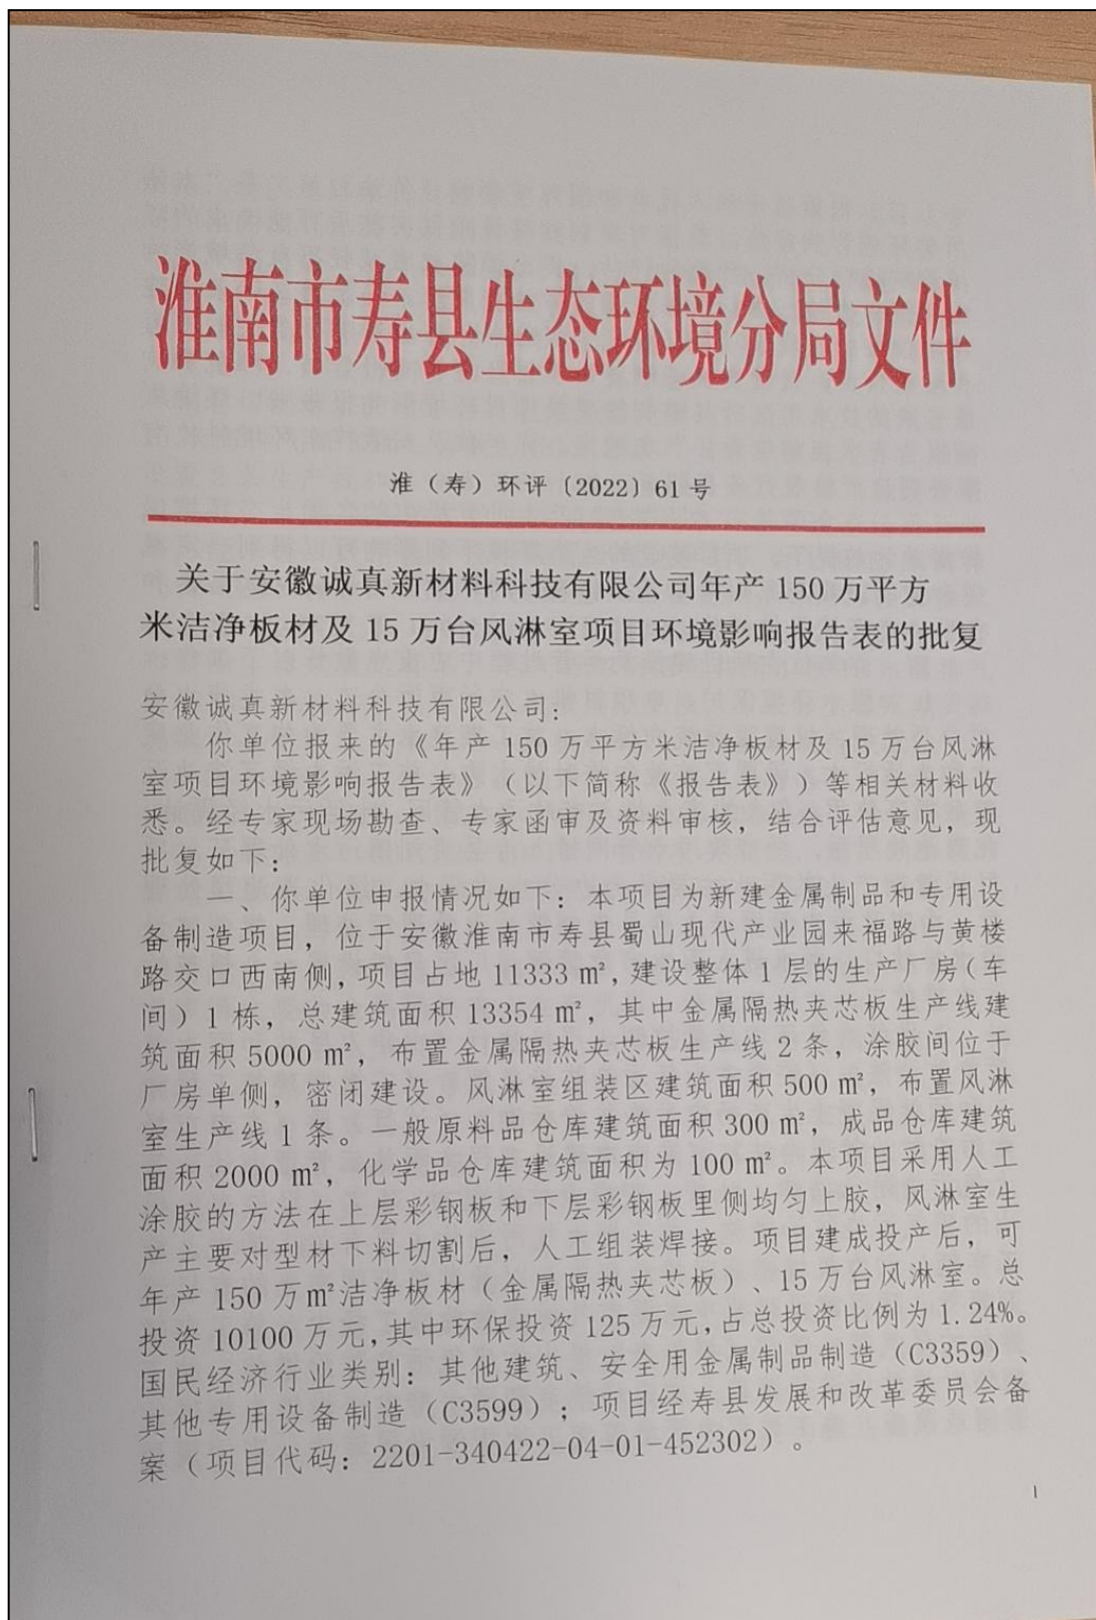 淮南市寿县生态环境分局文件
淮（寿）环评〔2022〕61号
关于安徽诚真新材料科技有限公司年产150万平方
米洁净板材及15万台风淋室项目环境影响报告表的批复
安徽诚真新材料科技有限公司:
你单位报来的《年产150万平方米洁净板材及15万台风淋
室项目环境影响报告表》（以下简称《报告表》）等相关材料收
悉。经专家现场勘查、专家函审及资料审核，结合评估意见，现
批复如下：
一、你单位申报情况如下：本项目为新建金属制品和专用设
备制造项目，位于安徽淮南市寿县蜀山现代产业园来福路与黄楼
路交口西南侧，项目占地11333㎡，建设整体1层的生产厂房（车
间）1栋，总建筑面积13354㎡，其中金属隔热夹芯板生产线建
筑面积5000㎡，布置金属隔热夹芯板生产线2条，涂胶间位于
厂房单侧，密闭建设。风淋室组装区建筑面积500㎡，布置风淋
室生产线1条。一般原料品仓库建筑面积300㎡，成品仓库建筑
面积2000㎡，化学品仓库建筑面积为100㎡。本项目采用人工
涂胶的方法在上层彩钢板和下层彩钢板里侧均匀上胶，风淋室生
产主要对型材下料切割后，人工组装焊接。项目建成投产后，可
年产150万㎡洁净板材（金属隔热夹芯板）、15万台风淋室。总
投资10100万元，其中环保投资125万元，占总投资比例为1.24%。
国民经济行业类别：其他建筑、安全用金属制品制造（C3359）、
其他专用设备制造（C3599）；项目经寿县发展和改革委员会备
案（项目代码：2201-340422-04-01-452302）。
1